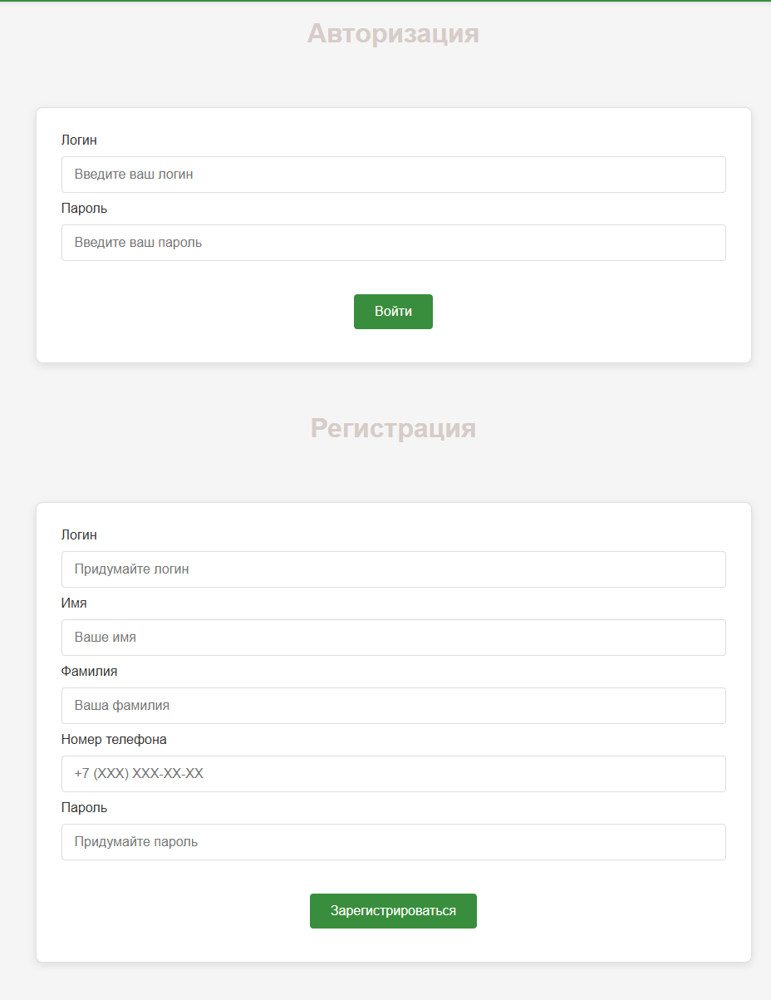 Авторизация
Логин
Введите ваш логин
Пароль
Введите ваш пароль
Войти
Регистрация
Логин
Придумайте логин
Имя
Ваше имя
Фамилия
Ваша фамилия
Номер телефона
+7 (XXX) XXX-XX-XX
Пароль
Придумайте пароль
Зарегистрироваться